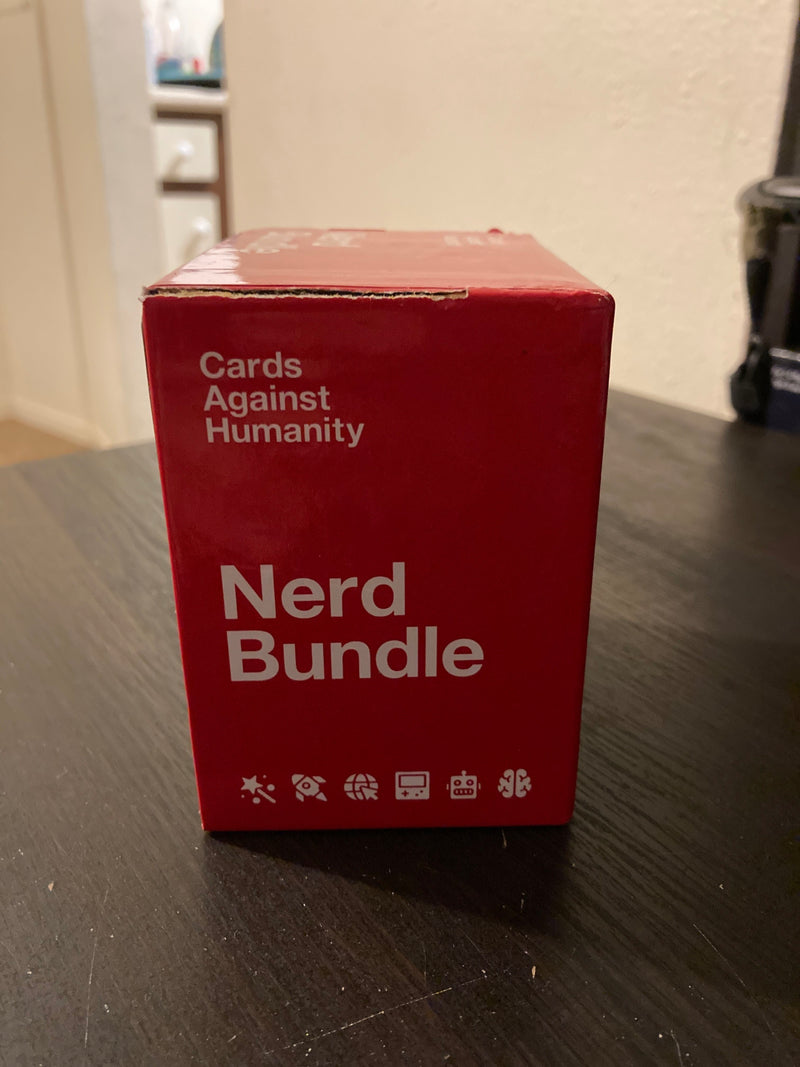 Cards
Against
Humanity
Nerd
Bundle